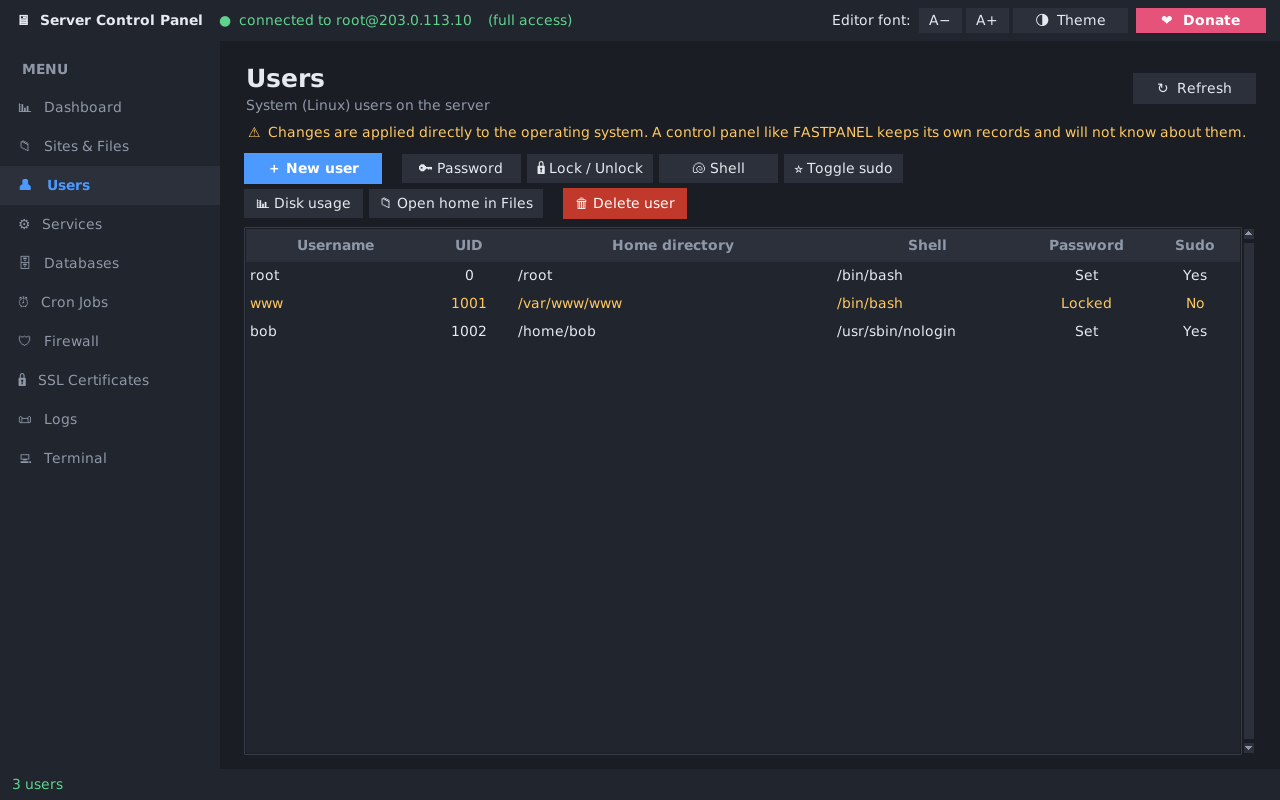 Server Control Panel ● connected to root@203.0.113.10 (full access) Editor font: A− A+ Theme ❤ Donate
MENU
Dashboard
Sites & Files
Users
Services
Databases
Cron Jobs
Firewall
SSL Certificates
Logs
Terminal
Users
System (Linux) users on the server
↻ Refresh
⚠ Changes are applied directly to the operating system. A control panel like FASTPANEL keeps its own records and will not know about them.
+ New user Password Lock / Unlock Shell Toggle sudo
Disk usage Open home in Files Delete user
Username UID Home directory Shell Password Sudo
root 0 /root /bin/bash Set Yes
www 1001 /var/www/www /bin/bash Locked No
bob 1002 /home/bob /usr/sbin/nologin Set Yes
3 users